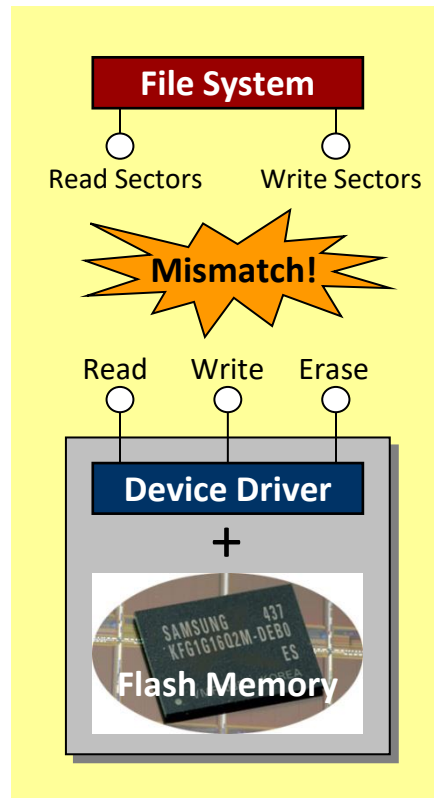 File System
Read Sectors Write Sectors
Mismatch!
Read Write Erase
Device Driver
+
SAMSUNG 437
KFG1G16Q2M-DEB0
ES
Flash Memory